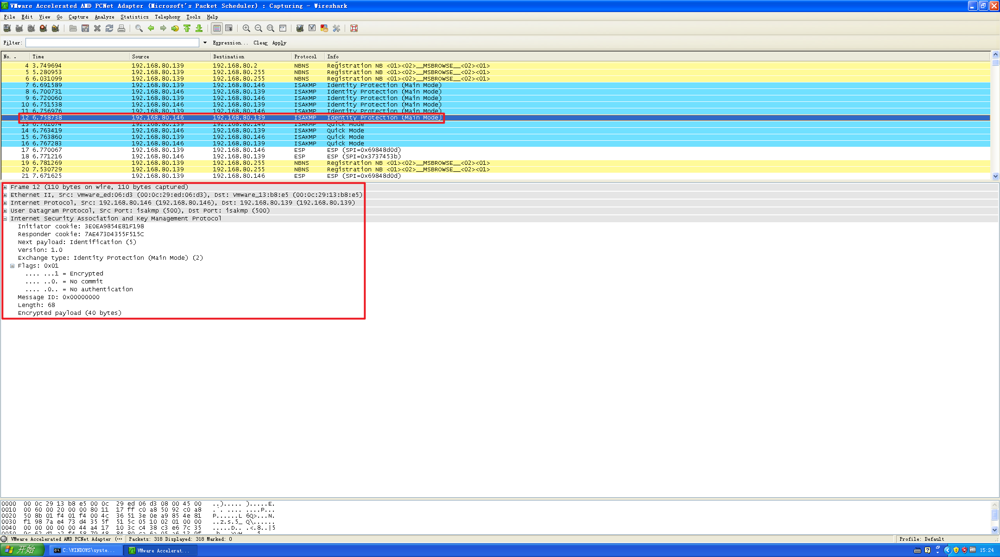 VMware Accelerated AMD PCNet Adapter (Microsoft's Packet Scheduler) : Capturing - Wireshark
File Edit View Go Capture Analyze Statistics Telephony Tools Help
Filter: Expression... Clear Apply
No. Time Source Destination Protocol Info
4 3.749694 192.168.80.139 192.168.80.2 NBNS Registration NB <01><02>__MSBROWSE__<02><01>
5 5.280953 192.168.80.139 192.168.80.255 NBNS Registration NB <01><02>__MSBROWSE__<02><01>
6 6.031099 192.168.80.139 192.168.80.255 NBNS Registration NB <01><02>__MSBROWSE__<02><01>
7 6.691589 192.168.80.139 192.168.80.146 ISAKMP Identity Protection (Main Mode)
8 6.700731 192.168.80.146 192.168.80.139 ISAKMP Identity Protection (Main Mode)
9 6.720060 192.168.80.139 192.168.80.146 ISAKMP Identity Protection (Main Mode)
10 6.751538 192.168.80.146 192.168.80.139 ISAKMP Identity Protection (Main Mode)
11 6.756976 192.168.80.139 192.168.80.146 ISAKMP Identity Protection (Main Mode)
12 6.758738 192.168.80.146 192.168.80.139 ISAKMP Identity Protection (Main Mode)
13 6.761074 192.168.80.139 192.168.80.146 ISAKMP Quick Mode
14 6.763419 192.168.80.146 192.168.80.139 ISAKMP Quick Mode
15 6.763860 192.168.80.139 192.168.80.146 ISAKMP Quick Mode
16 6.767283 192.168.80.146 192.168.80.139 ISAKMP Quick Mode
17 6.770067 192.168.80.139 192.168.80.146 ESP ESP (SPI=0x69848d0d)
18 6.771216 192.168.80.146 192.168.80.139 ESP ESP (SPI=0x3737453b)
19 6.781269 192.168.80.139 192.168.80.255 NBNS Registration NB <01><02>__MSBROWSE__<02><01>
20 7.530729 192.168.80.139 192.168.80.255 NBNS Registration NB <01><02>__MSBROWSE__<02><01>
21 7.671625 192.168.80.139 192.168.80.146 ESP ESP (SPI=0x69848d0d)
Frame 12 (110 bytes on wire, 110 bytes captured)
Ethernet II, Src: Vmware_ed:06:d3 (00:0c:29:ed:06:d3), Dst: Vmware_13:b8:e5 (00:0c:29:13:b8:e5)
Internet Protocol, Src: 192.168.80.146 (192.168.80.146), Dst: 192.168.80.139 (192.168.80.139)
User Datagram Protocol, Src Port: isakmp (500), Dst Port: isakmp (500)
Internet Security Association and Key Management Protocol
Initiator cookie: 3E0EA9854E81F198
Responder cookie: 7AE473D4355F515C
Next payload: Identification (5)
Version: 1.0
Exchange type: Identity Protection (Main Mode) (2)
Flags: 0x01
.... ...1 = Encrypted
.... ..0. = No commit
.... .0.. = No authentication
Message ID: 0x00000000
Length: 68
Encrypted payload (40 bytes)
0000 00 0c 29 13 b8 e5 00 0c 29 ed 06 d3 08 00 45 00 ..)..... ).....E.
0010 00 60 00 20 00 00 80 11 17 ff c0 a8 50 92 c0 a8 .`. .... ....P...
0020 50 8b 01 f4 01 f4 00 4c 36 51 3e 0e a9 85 4e 81 P......L 6Q>...N.
0030 f1 98 7a e4 73 d4 35 5f 51 5c 05 10 02 01 00 00 ..z.s.5_ Q\......
0040 00 00 00 00 00 44 a4 17 10 3c c4 38 c3 e6 7c 35 .....D.. .<.8..|5
VMware Accelerated AMD PCNet Adapter (... Packets: 318 Displayed: 318 Marked: 0 Profile: Default
开始 C:\WINDOWS\syste... VMware Accelerat... 15:24